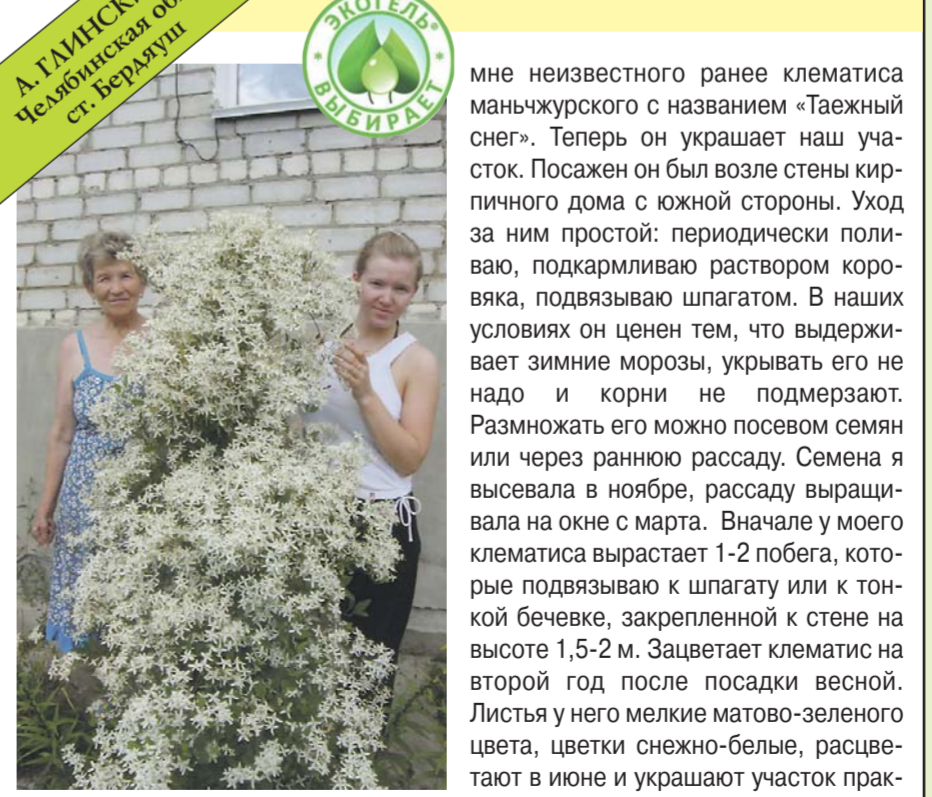 А. ГЛИНСК
Челябинская об
ст. Бердяуш
ЭКОГЕЛЬ®
ВЫБИРАЕТ
мне неизвестного ранее клематиса
маньчжурского с названием «Таежный
снег». Теперь он украшает наш уча-
сток. Посажен он был возле стены кир-
пичного дома с южной стороны. Уход
за ним простой: периодически поли-
ваю, подкармливаю раствором коро-
вяка, подвязываю шпагатом. В наших
условиях он ценен тем, что выдержи-
вает зимние морозы, укрывать его не
надо и корни не подмерзают.
Размножать его можно посевом семян
или через раннюю рассаду. Семена я
высевала в ноябре, рассаду выращи-
вала на окне с марта. Вначале у моего
клематиса вырастает 1-2 побега, кото-
рые подвязываю к шпагату или к тон-
кой бечевке, закрепленной к стене на
высоте 1,5-2 м. Зацветает клематис на
второй год после посадки весной.
Листья у него мелкие матово-зеленого
цвета, цветки снежно-белые, расцве-
тают в июне и украшают участок прак-